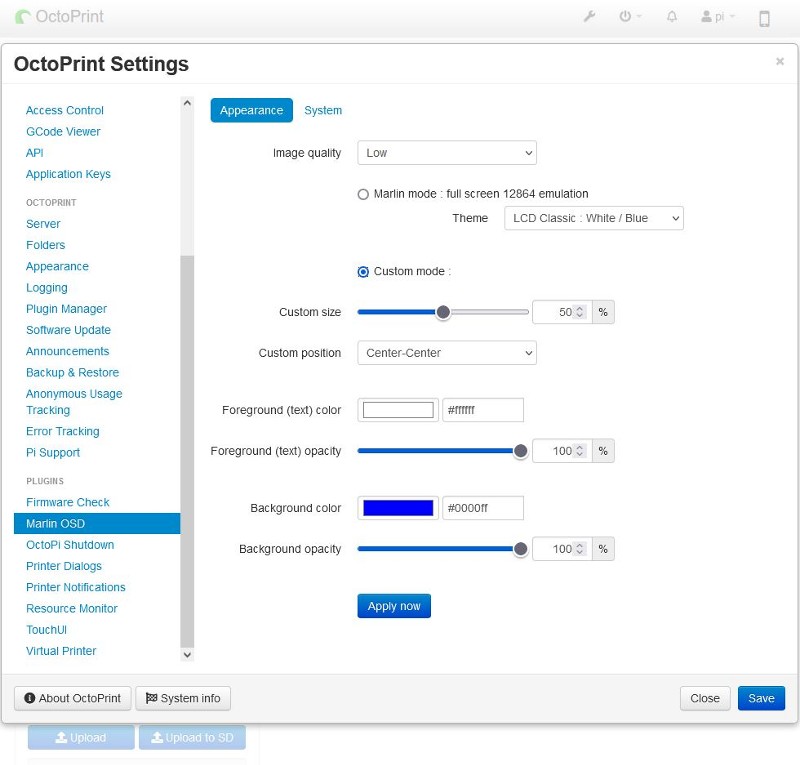 OctoPrint
pi
OctoPrint Settings
×
Access Control
GCode Viewer
API
Application Keys
OCTOPRINT
Server
Folders
Appearance
Logging
Plugin Manager
Software Update
Announcements
Backup & Restore
Anonymous Usage
Tracking
Error Tracking
Pi Support
PLUGINS
Firmware Check
Marlin OSD
OctoPi Shutdown
Printer Dialogs
Printer Notifications
Resource Monitor
TouchUI
Virtual Printer
Appearance System
Image quality Low
Marlin mode : full screen 12864 emulation
Theme LCD Classic : White / Blue
Custom mode :
Custom size 50 %
Custom position Center-Center
Foreground (text) color #ffffff
Foreground (text) opacity 100 %
Background color #0000ff
Background opacity 100 %
Apply now
About OctoPrint System info Close Save
Upload Upload to SD